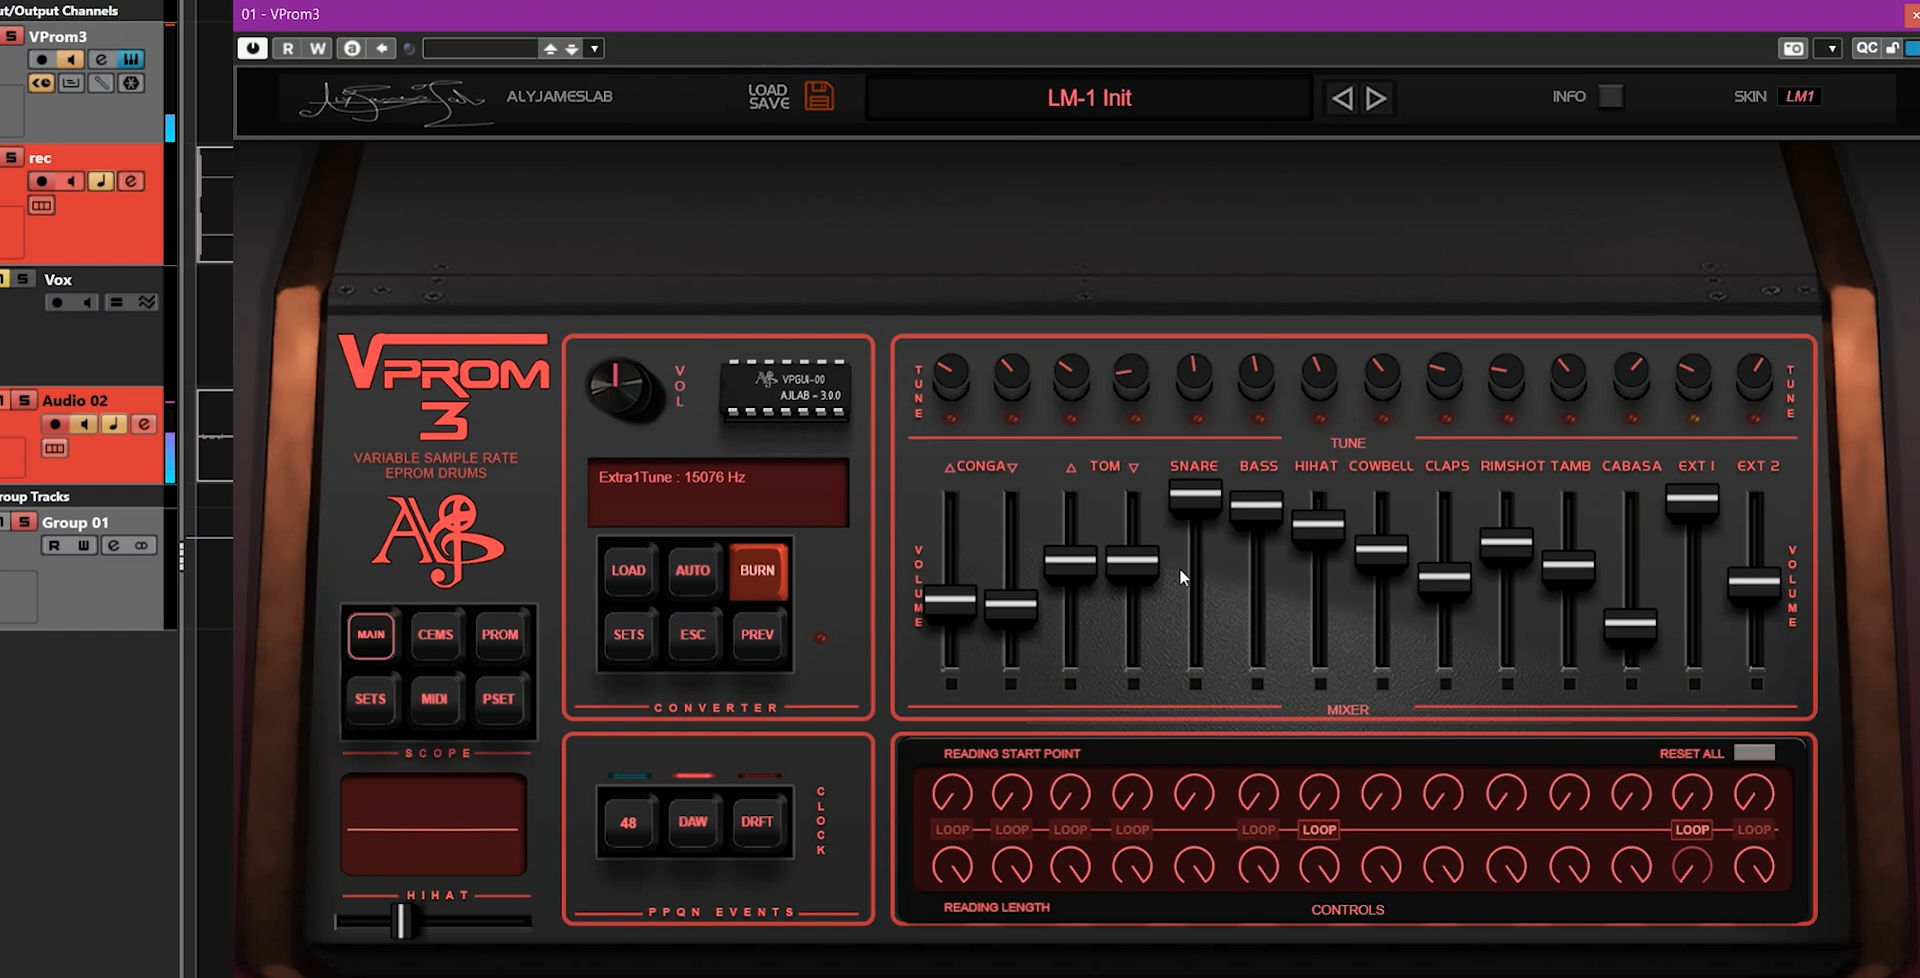 ut/Output Channels
S VProm3
e
S rec
e
S Vox
S Audio 02
e
roup Tracks
S Group 01
R W e
01 - VProm3
R W a
QC
AlyJamesLab
ALYJAMESLAB
LOAD
SAVE
LM-1 Init
INFO
SKIN LM1
VPROM
3
VARIABLE SAMPLE RATE
EPROM DRUMS
MAIN CEMS PROM
SETS MIDI PSET
SCOPE
HIHAT
VOL
VPGUI-00
AJLAB - 3.0.0
Extra1Tune : 15076 Hz
LOAD AUTO BURN
SETS ESC PREV
CONVERTER
48 DAW DRFT
CLOCK
PPQN EVENTS
TUNE TUNE
TUNE
CONGA TOM SNARE BASS HIHAT COWBELL CLAPS RIMSHOT TAMB CABASA EXT 1 EXT 2
VOLUME VOLUME
MIXER
READING START POINT RESET ALL
LOOP LOOP LOOP LOOP LOOP LOOP LOOP LOOP
READING LENGTH CONTROLS